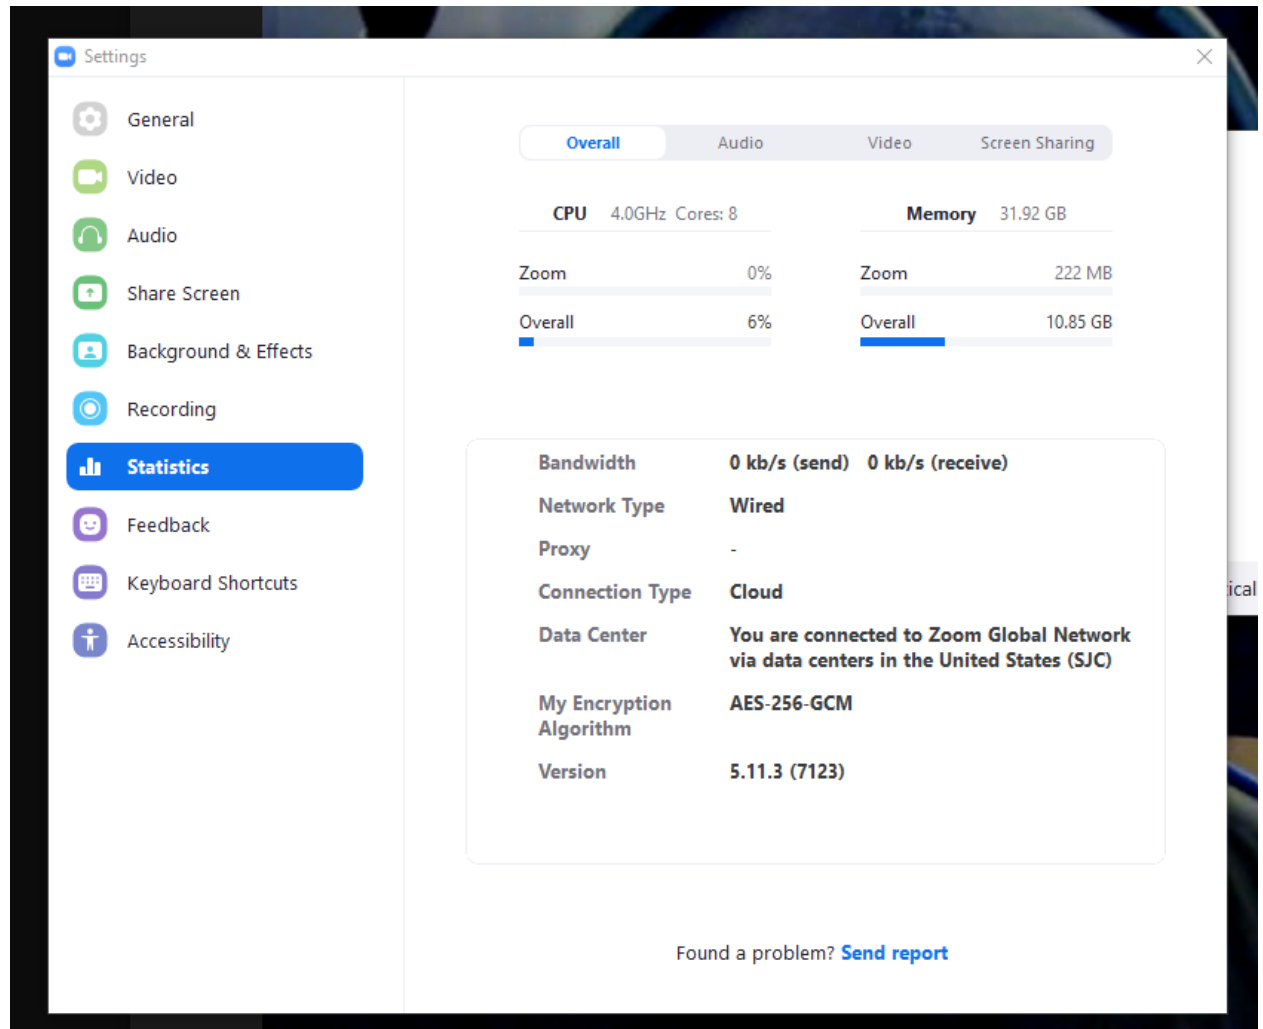 Settings
General
Video
Audio
Share Screen
Background & Effects
Recording
Statistics
Feedback
Keyboard Shortcuts
Accessibility
Overall Audio Video Screen Sharing
CPU 4.0GHz Cores: 8 Memory 31.92 GB
Zoom 0% Zoom 222 MB
Overall 6% Overall 10.85 GB
Bandwidth 0 kb/s (send) 0 kb/s (receive)
Network Type Wired
Proxy -
Connection Type Cloud
Data Center You are connected to Zoom Global Network
via data centers in the United States (SJC)
My Encryption AES-256-GCM
Algorithm
Version 5.11.3 (7123)
Found a problem? Send report
ical